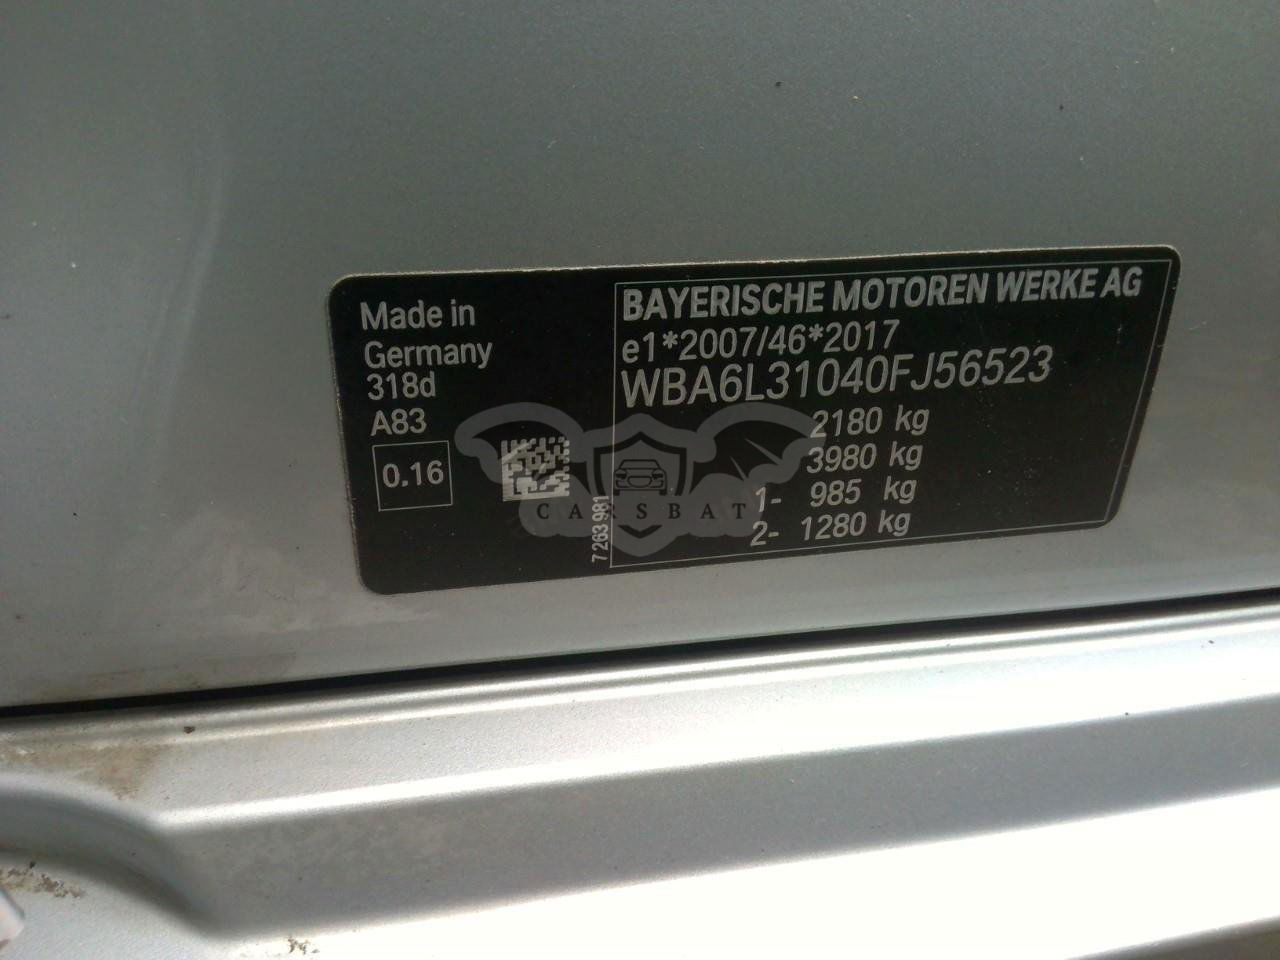 Made in
Germany
318d
A83
0.16
7 263 981
BAYERISCHE MOTOREN WERKE AG
e1*2007/46*2017
WBA6L31040FJ56523
2180 kg
3980 kg
1- 985 kg
2- 1280 kg
CARSBAT